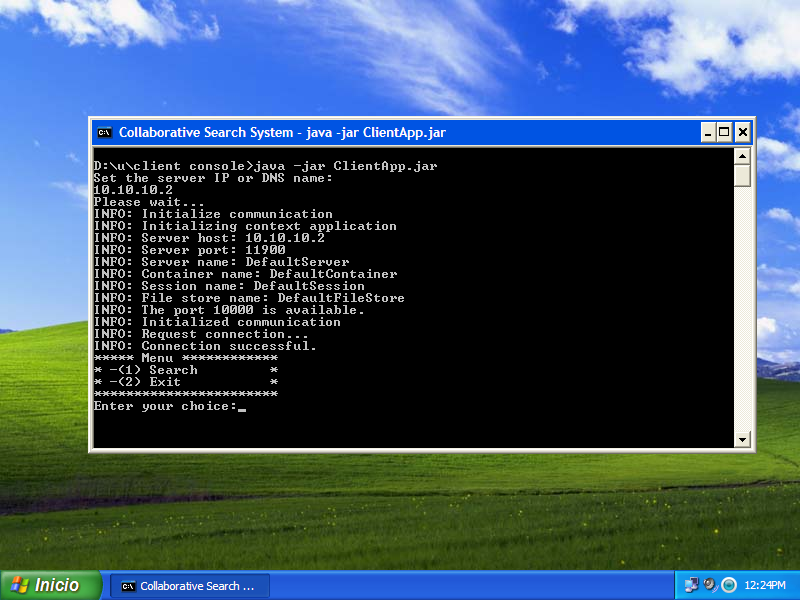 Collaborative Search System - java -jar ClientApp.jar
D:\u\client console>java -jar ClientApp.jar
Set the server IP or DNS name:
10.10.10.2
Please wait...
INFO: Initialize communication
INFO: Initializing context application
INFO: Server host: 10.10.10.2
INFO: Server port: 11900
INFO: Server name: DefaultServer
INFO: Container name: DefaultContainer
INFO: Session name: DefaultSession
INFO: File store name: DefaultFileStore
INFO: The port 10000 is available.
INFO: Initialized communication
INFO: Request connection...
INFO: Connection successful.
***** Menu ************
* -(1) Search         *
* -(2) Exit           *
***********************
Enter your choice:_
Inicio
Collaborative Search ...
12:24PM